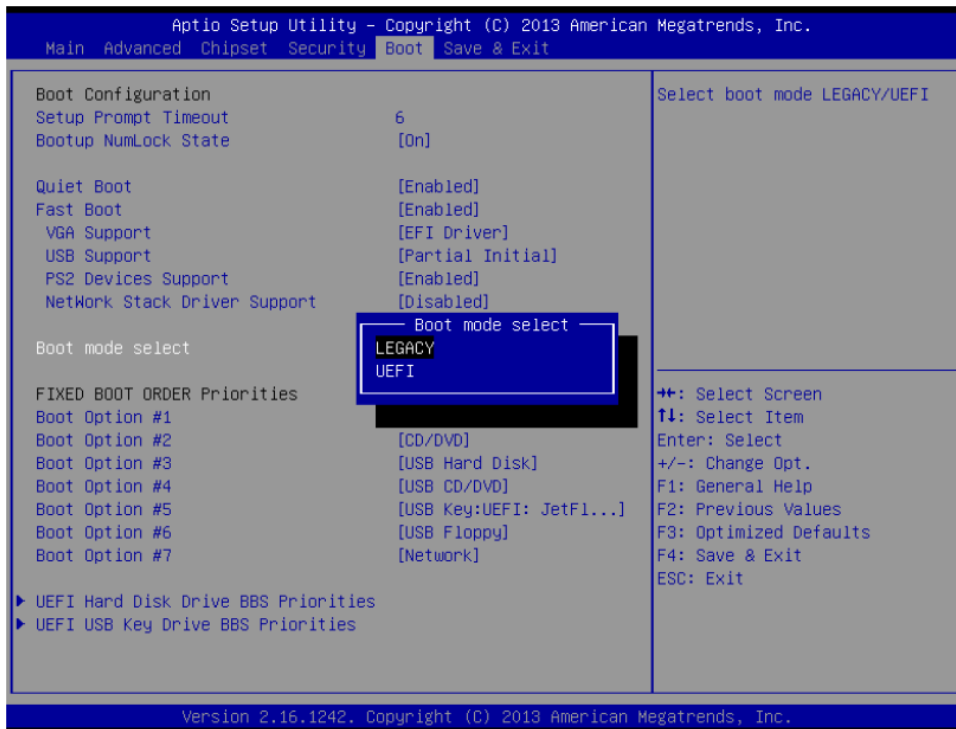 Aptio Setup Utility – Copyright (C) 2013 American Megatrends, Inc.
Main Advanced Chipset Security Boot Save & Exit
Boot Configuration
Setup Prompt Timeout 6
Bootup NumLock State [On]
Quiet Boot [Enabled]
Fast Boot [Enabled]
VGA Support [EFI Driver]
USB Support [Partial Initial]
PS2 Devices Support [Enabled]
NetWork Stack Driver Support [Disabled]
Boot mode select
Boot mode select
LEGACY
UEFI
FIXED BOOT ORDER Priorities
Boot Option #1
Boot Option #2 [CD/DVD]
Boot Option #3 [USB Hard Disk]
Boot Option #4 [USB CD/DVD]
Boot Option #5 [USB Key:UEFI: JetFl...]
Boot Option #6 [USB Floppy]
Boot Option #7 [Network]
UEFI Hard Disk Drive BBS Priorities
UEFI USB Key Drive BBS Priorities
Select boot mode LEGACY/UEFI
→←: Select Screen
↑↓: Select Item
Enter: Select
+/-: Change Opt.
F1: General Help
F2: Previous Values
F3: Optimized Defaults
F4: Save & Exit
ESC: Exit
Version 2.16.1242. Copyright (C) 2013 American Megatrends, Inc.